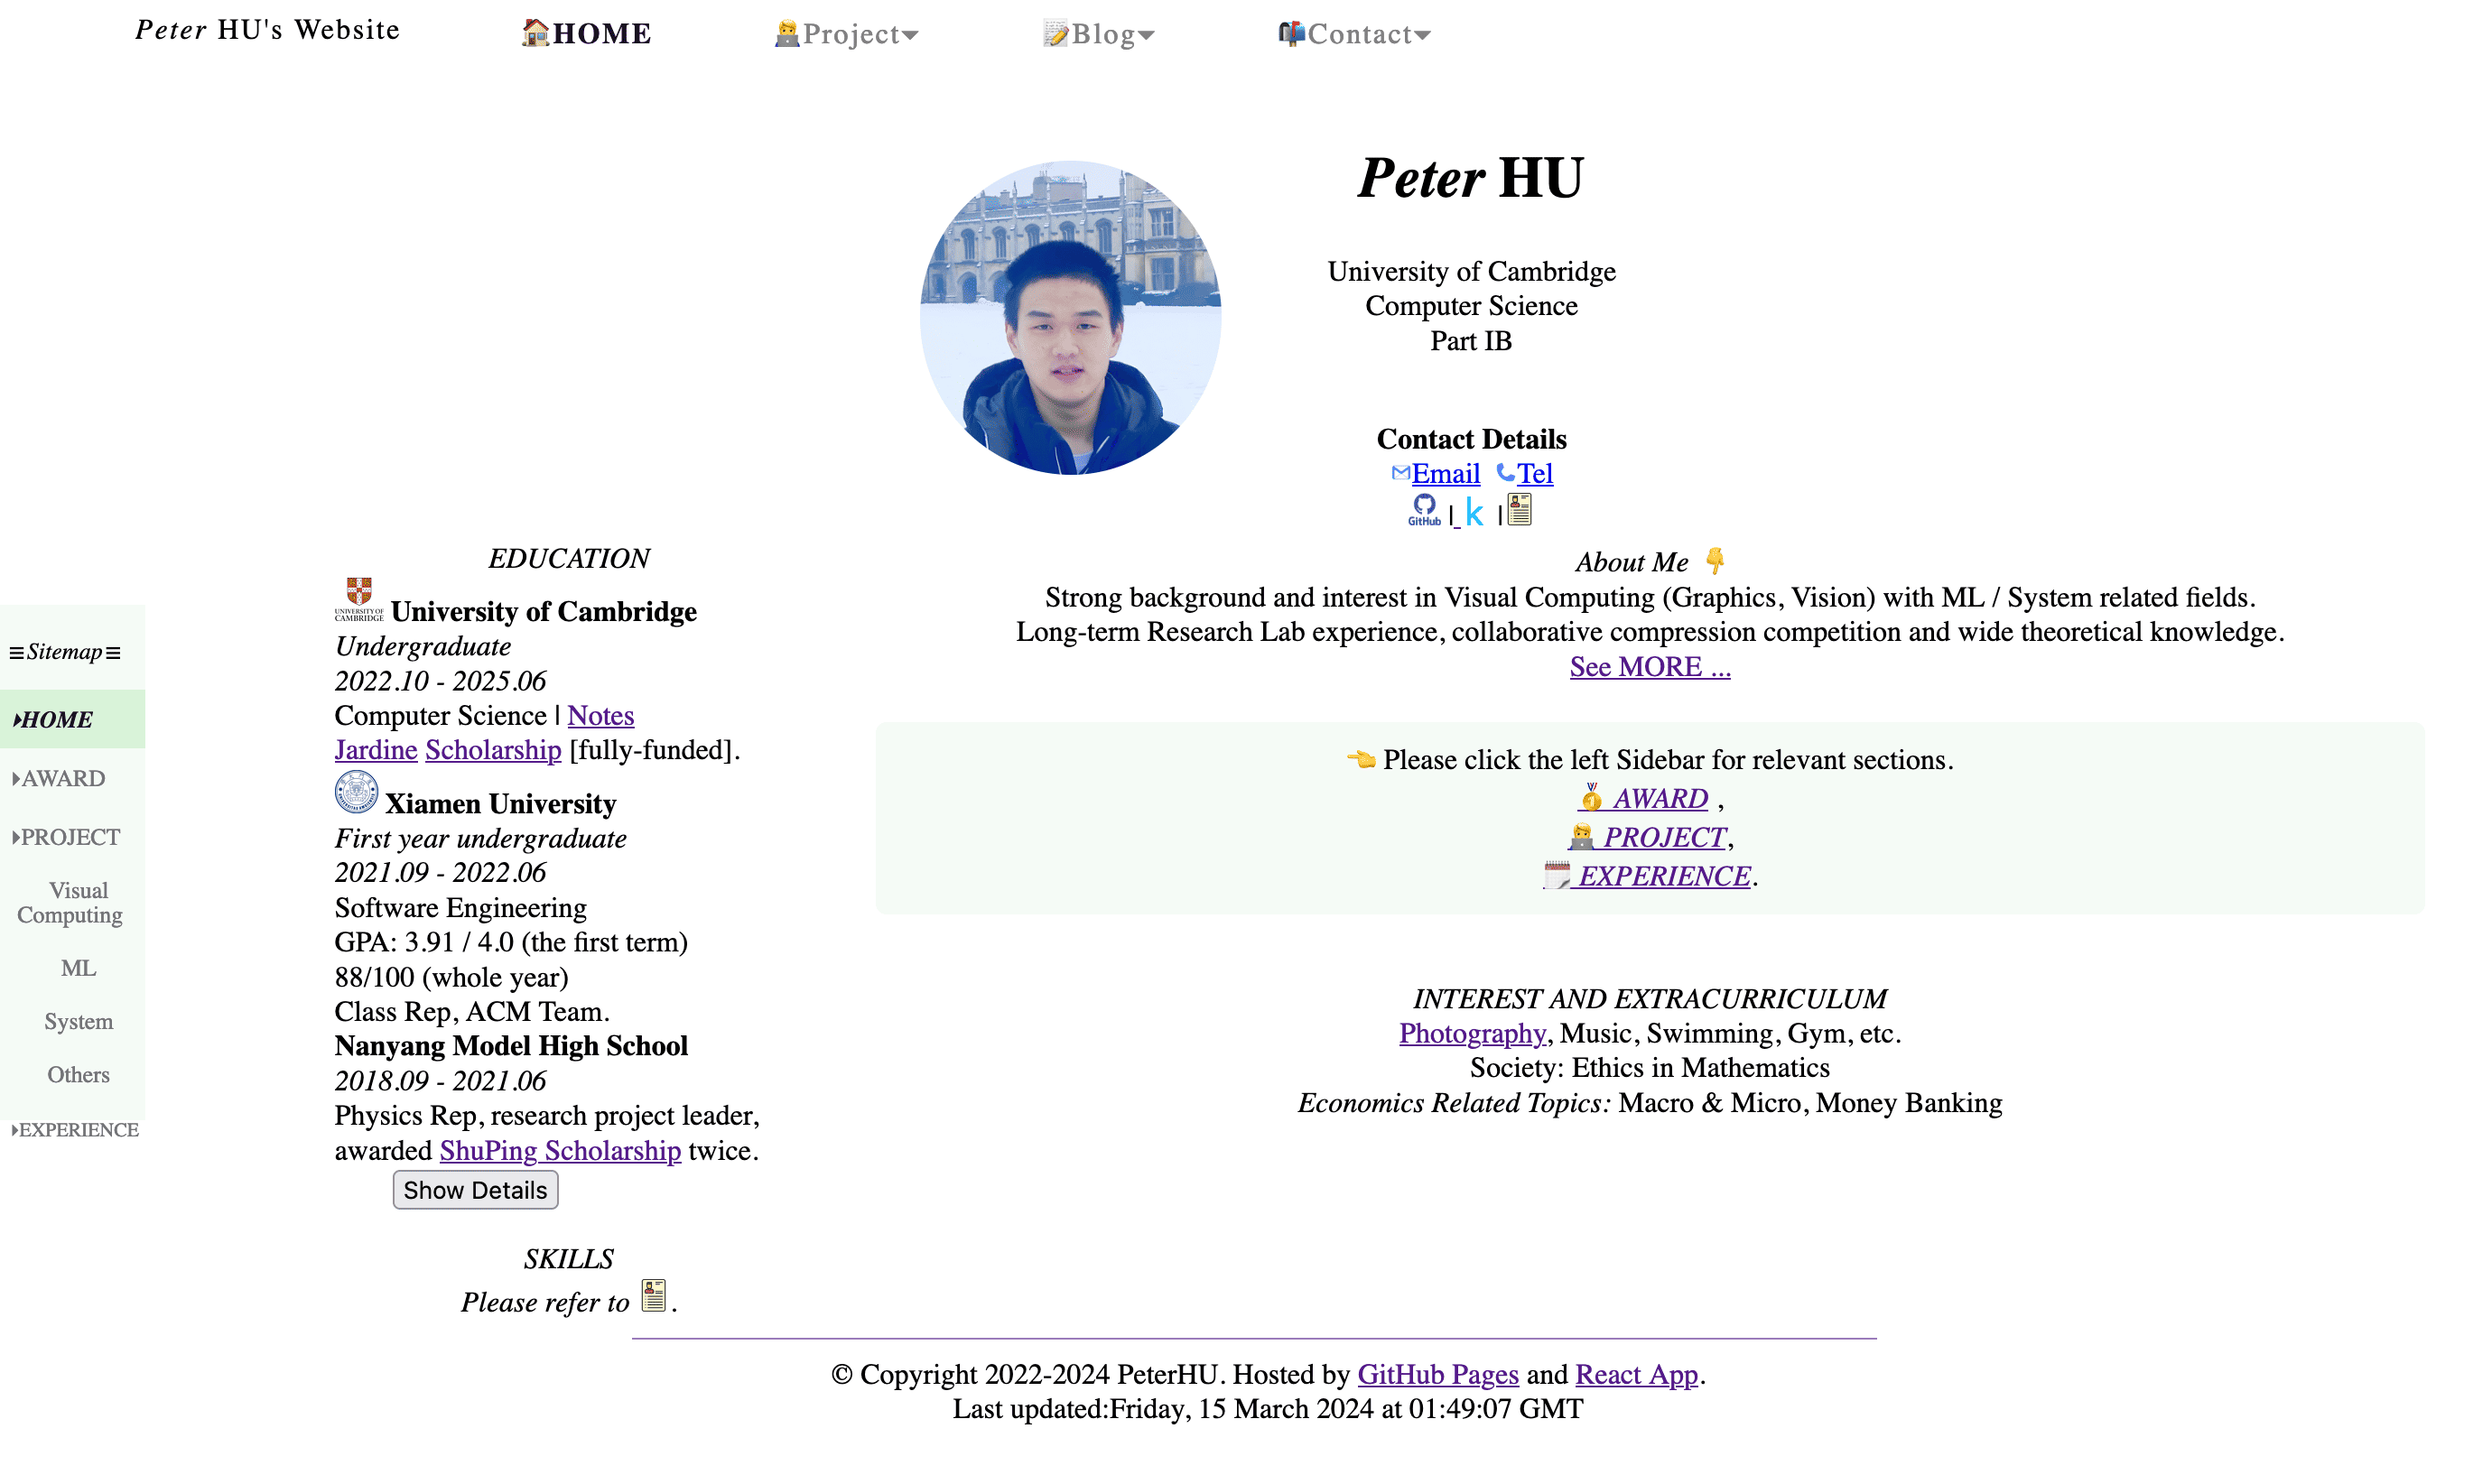 Peter HU's Website
HOME
Project
Blog
Contact
Peter HU
University of Cambridge
Computer Science
Part IB
Contact Details
Email Tel
GitHub | k |
≡Sitemap≡
HOME
AWARD
PROJECT
Visual
Computing
ML
System
Others
EXPERIENCE
EDUCATION
UNIVERSITY OF
CAMBRIDGE
University of Cambridge
Undergraduate
2022.10 - 2025.06
Computer Science | Notes
Jardine Scholarship [fully-funded].
Xiamen University
First year undergraduate
2021.09 - 2022.06
Software Engineering
GPA: 3.91 / 4.0 (the first term)
88/100 (whole year)
Class Rep, ACM Team.
Nanyang Model High School
2018.09 - 2021.06
Physics Rep, research project leader,
awarded ShuPing Scholarship twice.
Show Details
SKILLS
Please refer to .
About Me
Strong background and interest in Visual Computing (Graphics, Vision) with ML / System related fields.
Long-term Research Lab experience, collaborative compression competition and wide theoretical knowledge.
See MORE ...
Please click the left Sidebar for relevant sections.
AWARD ,
PROJECT,
EXPERIENCE.
INTEREST AND EXTRACURRICULUM
Photography, Music, Swimming, Gym, etc.
Society: Ethics in Mathematics
Economics Related Topics: Macro & Micro, Money Banking
© Copyright 2022-2024 PeterHU. Hosted by GitHub Pages and React App.
Last updated:Friday, 15 March 2024 at 01:49:07 GMT